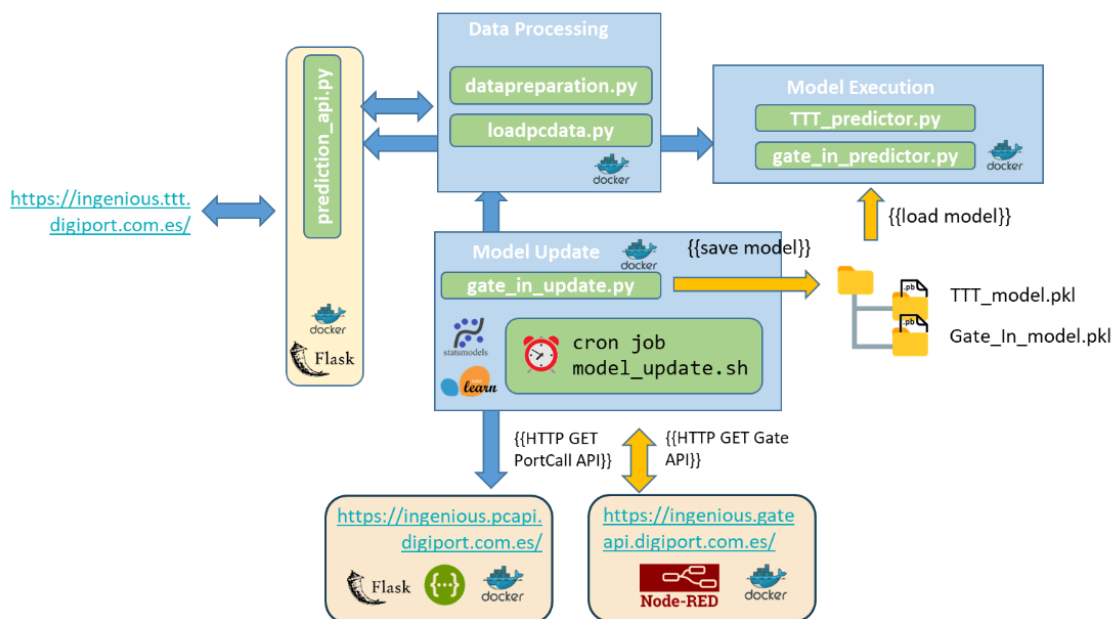 Data Processing
datapreparation.py
loadpcdata.py
docker
prediction_api.py
docker
Flask
https://ingenious.ttt.
digiport.com.es/
Model Execution
TTT_predictor.py
gate_in_predictor.py
docker
{{load model}}
Model Update
docker
gate_in_update.py
{{save model}}
.pb
TTT_model.pkl
.pb
Gate_In_model.pkl
statsmodels
learn
cron job
model_update.sh
{{HTTP GET
PortCall API}}
{{HTTP GET Gate
API}}
https://ingenious.pcapi.
digiport.com.es/
Flask
{···}
docker
https://ingenious.gate
api.digiport.com.es/
Node-RED
docker